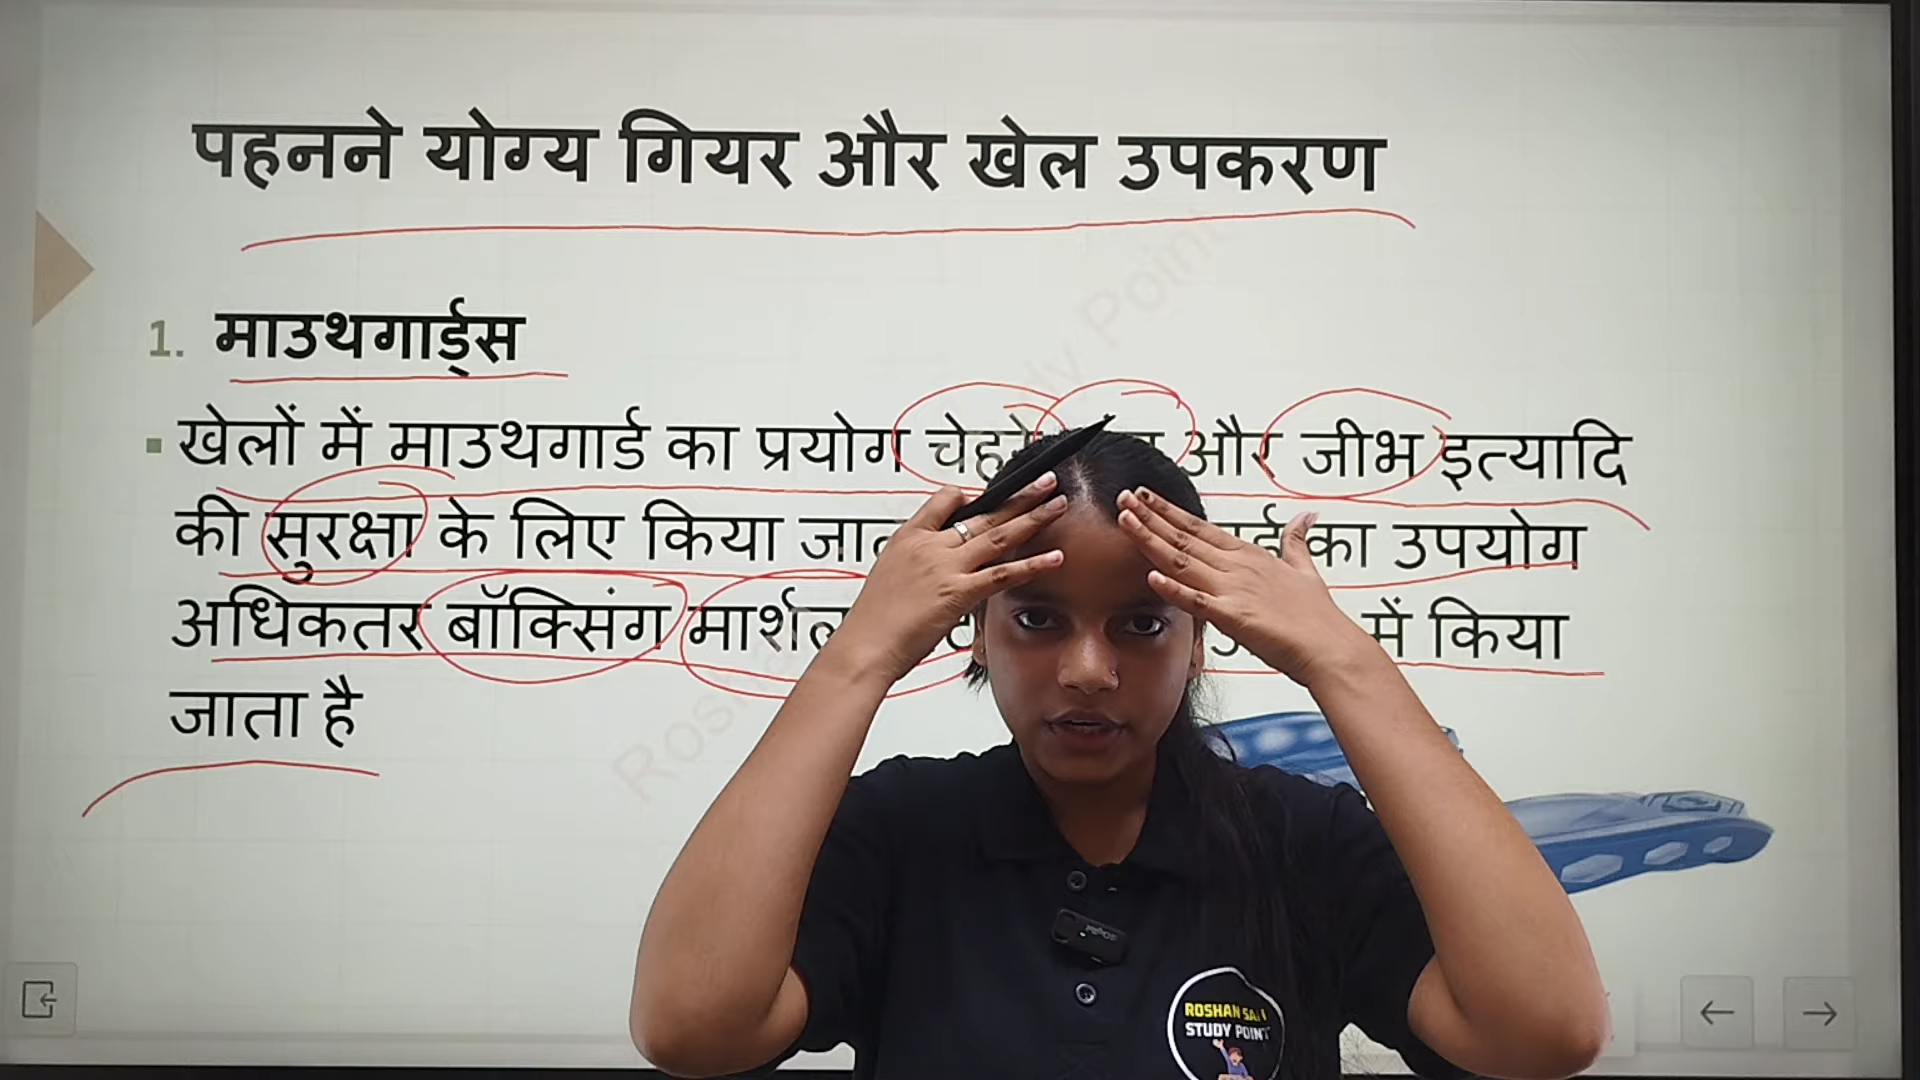 पहनने योग्य गियर और खेल उपकरण
1. माउथगार्ड्स
खेलों में माउथगार्ड का प्रयोग और जीभ इत्यादि
की सुरक्षा के लिए किया का उपयोग
अधिकतर बॉक्सिंग में किया
जाता है
ROSHAN
STUDY POINT